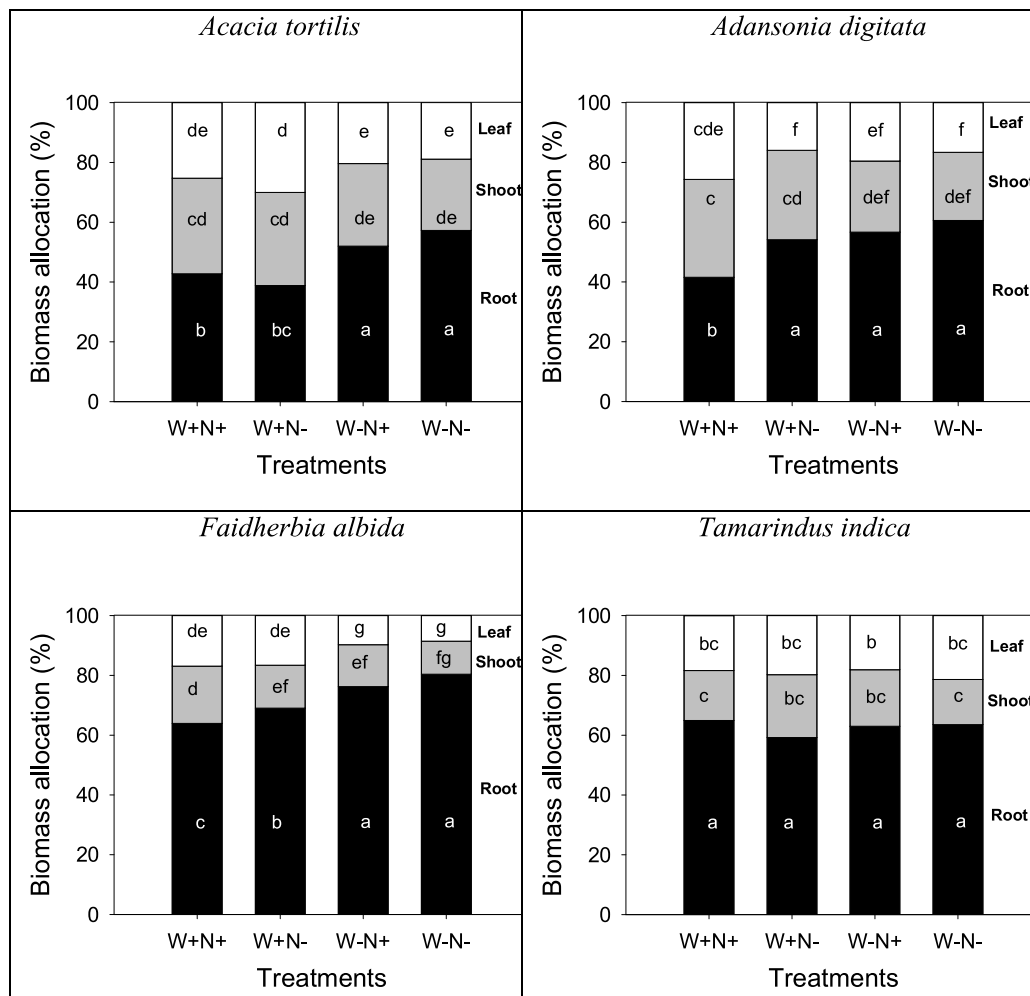 Acacia tortilis
Biomass allocation (%)
100
80
60
40
20
0
de d e e
cd cd de de
b bc a a
Leaf
Shoot
Root
W+N+ W+N- W-N+ W-N-
Treatments
Adansonia digitata
Biomass allocation (%)
100
80
60
40
20
0
cde f ef f
c cd def def
b a a a
Leaf
Shoot
Root
W+N+ W+N- W-N+ W-N-
Treatments
Faidherbia albida
Biomass allocation (%)
100
80
60
40
20
0
de de g g
d ef ef fg
c b a a
Leaf
Shoot
Root
W+N+ W+N- W-N+ W-N-
Treatments
Tamarindus indica
Biomass allocation (%)
100
80
60
40
20
0
bc bc b bc
c bc bc c
a a a a
Leaf
Shoot
Root
W+N+ W+N- W-N+ W-N-
Treatments